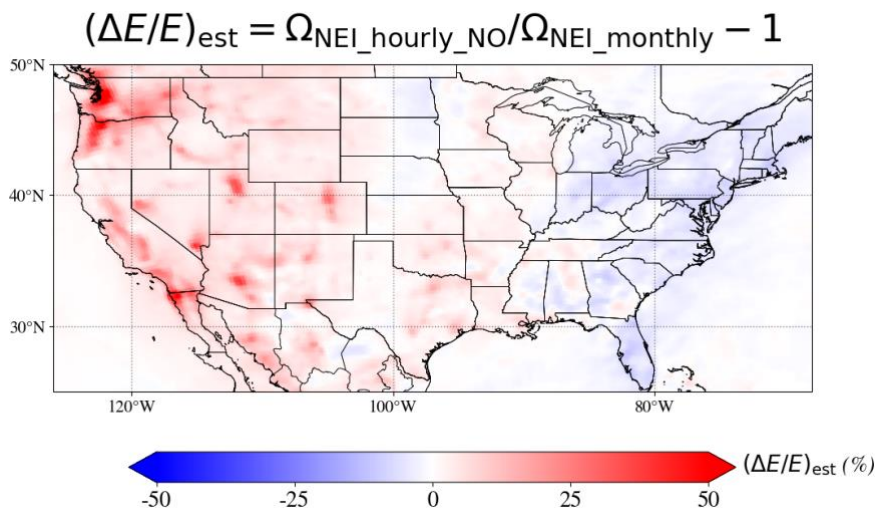 (ΔE/E)est = ΩNEI_hourly_NO/ΩNEI_monthly − 1
50°N
40°N
30°N
120°W 100°W 80°W
(ΔE/E)est (%)
-50 -25 0 25 50